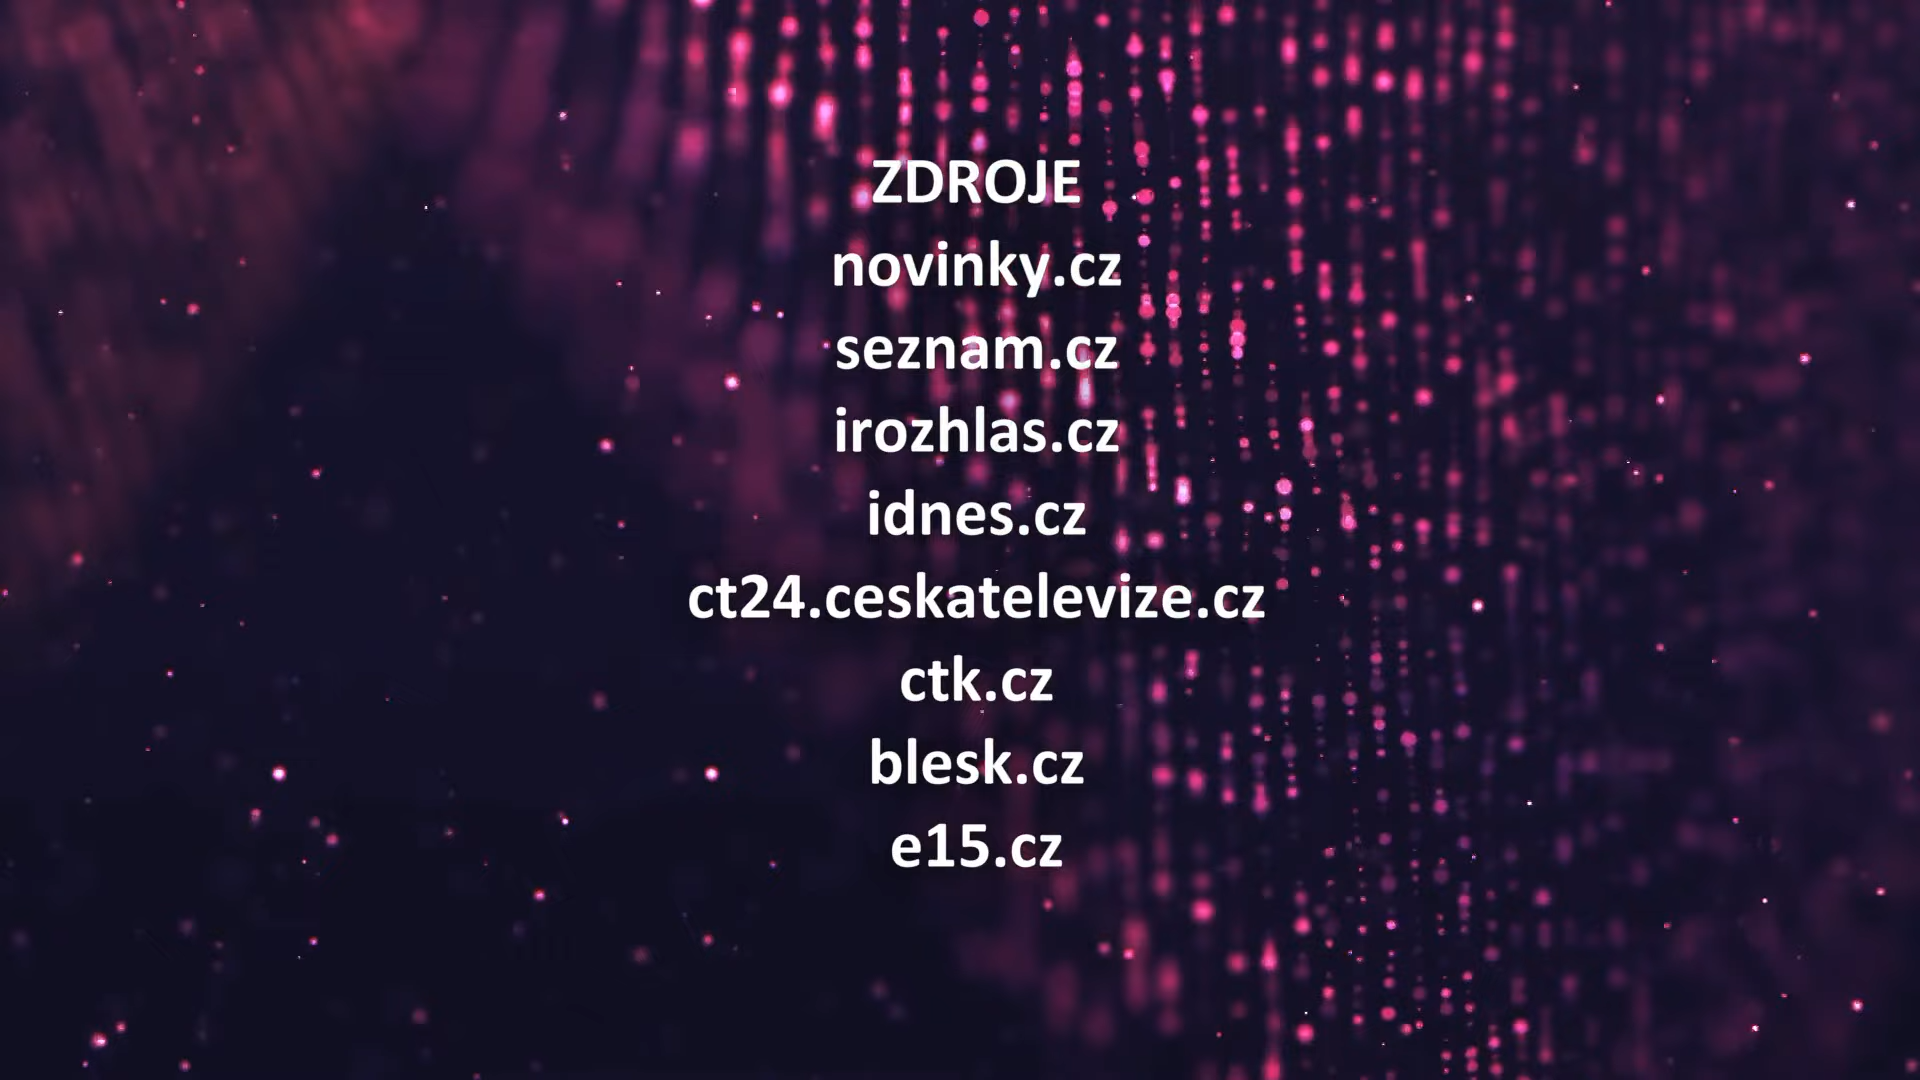 ZDROJE
novinky.cz
seznam.cz
irozhlas.cz
idnes.cz
ct24.ceskatelevize.cz
ctk.cz
blesk.cz
e15.cz